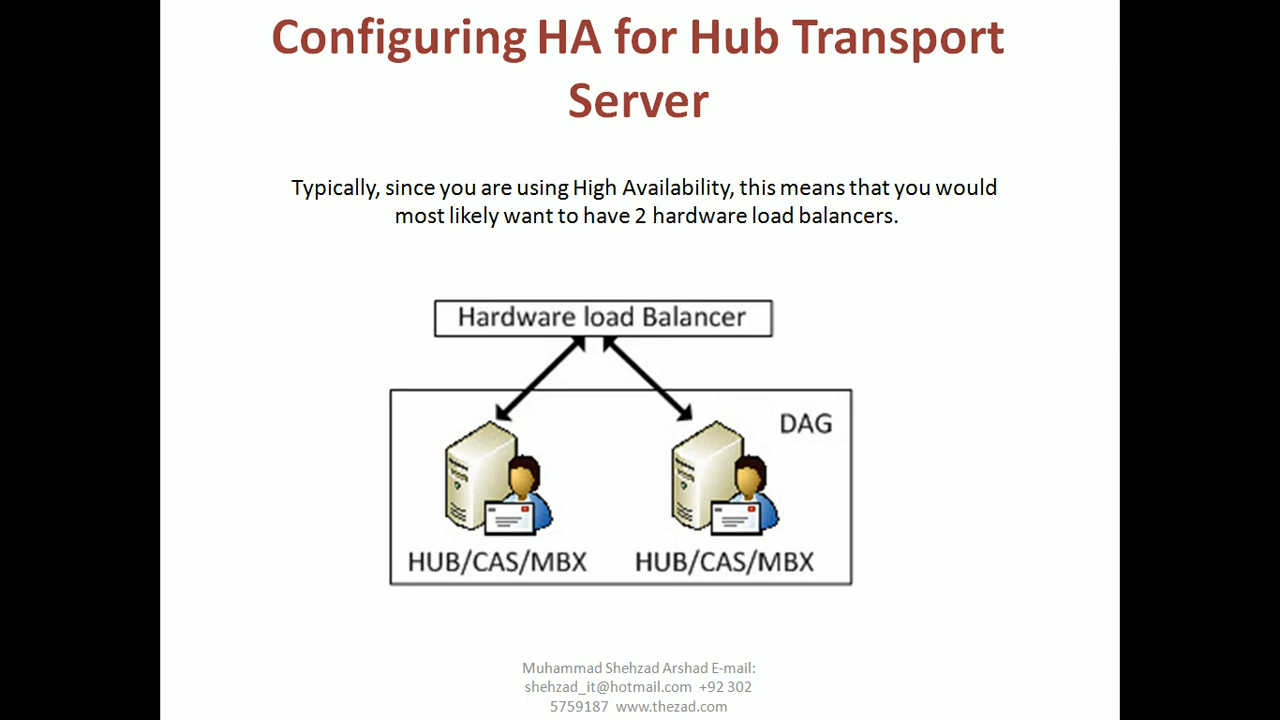 Configuring HA for Hub Transport
Server
Typically, since you are using High Availability, this means that you would
most likely want to have 2 hardware load balancers.
Hardware load Balancer
DAG
HUB/CAS/MBX HUB/CAS/MBX
Muhammad Shehzad Arshad E-mail:
shehzad_it@hotmail.com +92 302
5759187 www.thezad.com